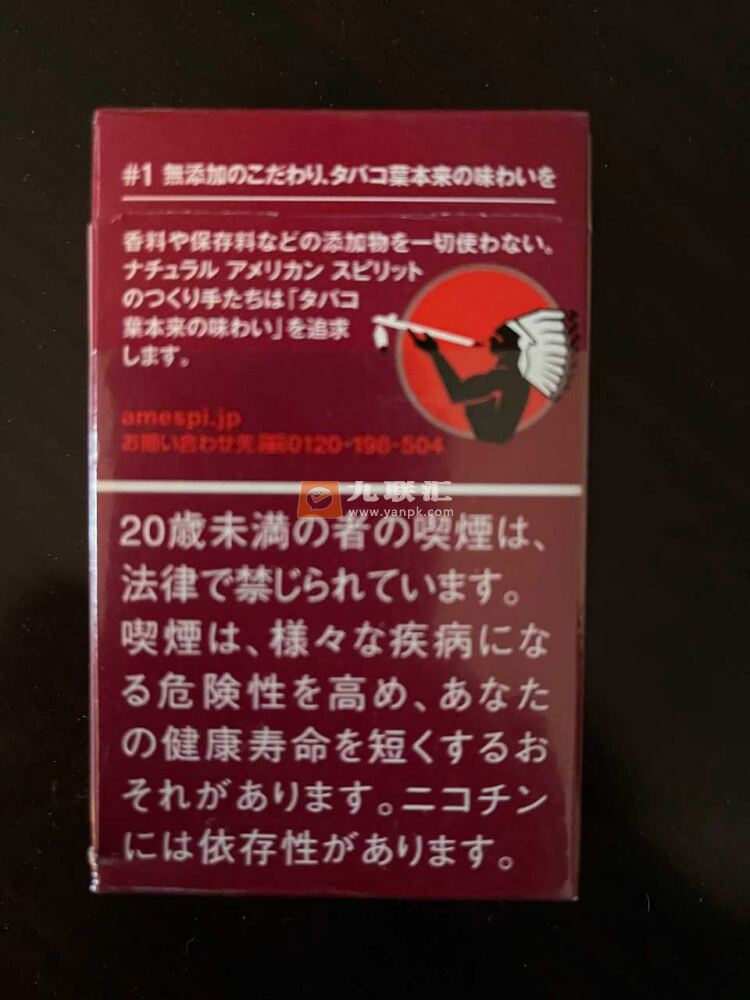 #1 無添加のこだわり、タバコ葉本来の味わいを
香料や保存料などの添加物を一切使わない。
ナチュラル アメリカン スピリット
のつくり手たちは「タバコ
葉本来の味わい」を追求
します。
amespi.jp
お問い合わせ先 0120-198-504
九联汇
www.yanpk.com
20歳未満の者の喫煙は、
法律で禁じられています。
喫煙は、様々な疾病にな
る危険性を高め、あなた
の健康寿命を短くするお
それがあります。ニコチン
には依存性があります。